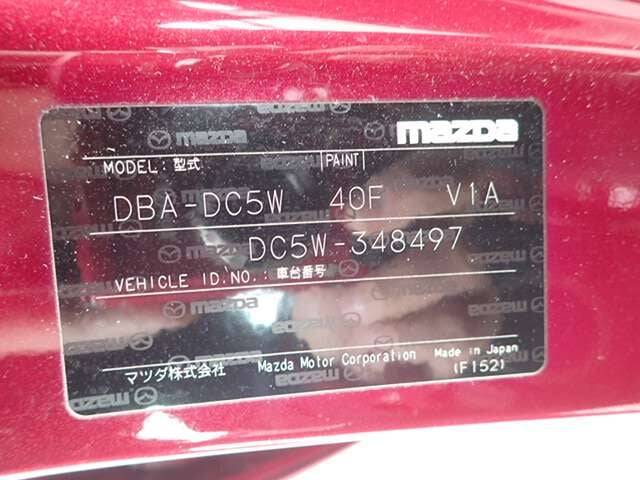 mazda
MODEL: 型式 PAINT
DBA-DC5W 40F V1A
DC5W-348497
VEHICLE ID.NO.: 車台番号
マツダ株式会社 Mazda Motor Corporation Made in Japan
(F152)